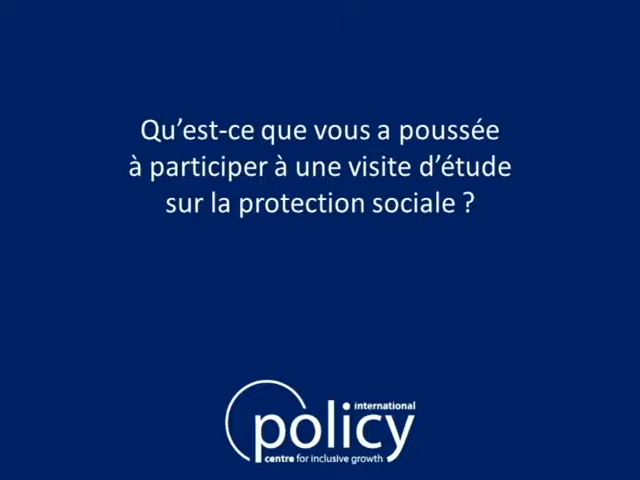 Qu’est-ce que vous a poussée
à participer à une visite d’étude
sur la protection sociale ?
international
policy
centre for inclusive growth